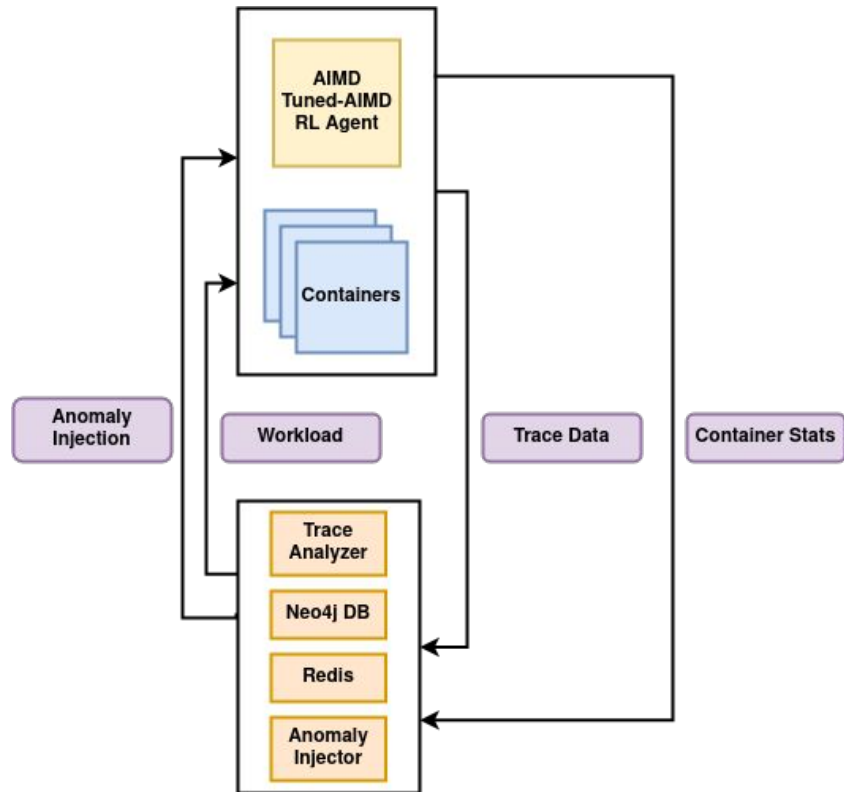 AIMD
Tuned-AIMD
RL Agent
Containers
Anomaly
Injection
Workload
Trace Data
Container Stats
Trace
Analyzer
Neo4j DB
Redis
Anomaly
Injector